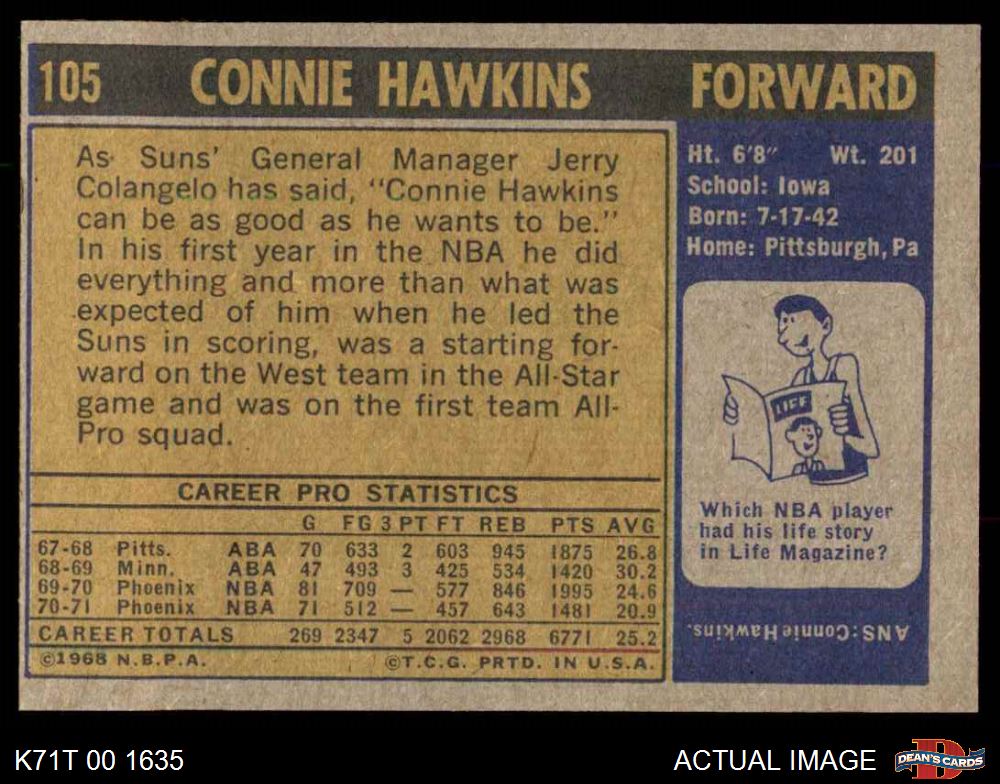 105 CONNIE HAWKINS FORWARD
As Suns' General Manager Jerry
Colangelo has said, "Connie Hawkins
can be as good as he wants to be."
In his first year in the NBA he did
everything and more than what was
expected of him when he led the
Suns in scoring, was a starting for-
ward on the West team in the All-Star
game and was on the first team All-
Pro squad.
Ht. 6'8" Wt. 201
School: Iowa
Born: 7-17-42
Home: Pittsburgh, Pa
LIFE
Which NBA player
had his life story
in Life Magazine?
ANS: Connie Hawkins.
CAREER PRO STATISTICS
G FG 3 PT FT REB PTS AVG
67-68 Pitts. ABA 70 633 2 603 945 1875 26.8
68-69 Minn. ABA 47 493 3 425 534 1420 30.2
69-70 Phoenix NBA 81 709 — 577 846 1995 24.6
70-71 Phoenix NBA 71 512 — 457 643 1481 20.9
CAREER TOTALS 269 2347 5 2062 2968 6771 25.2
©1968 N.B.P.A. ©T.C.G. PRTD. IN U.S.A.
K71T 00 1635 ACTUAL IMAGE DEAN'S CARDS